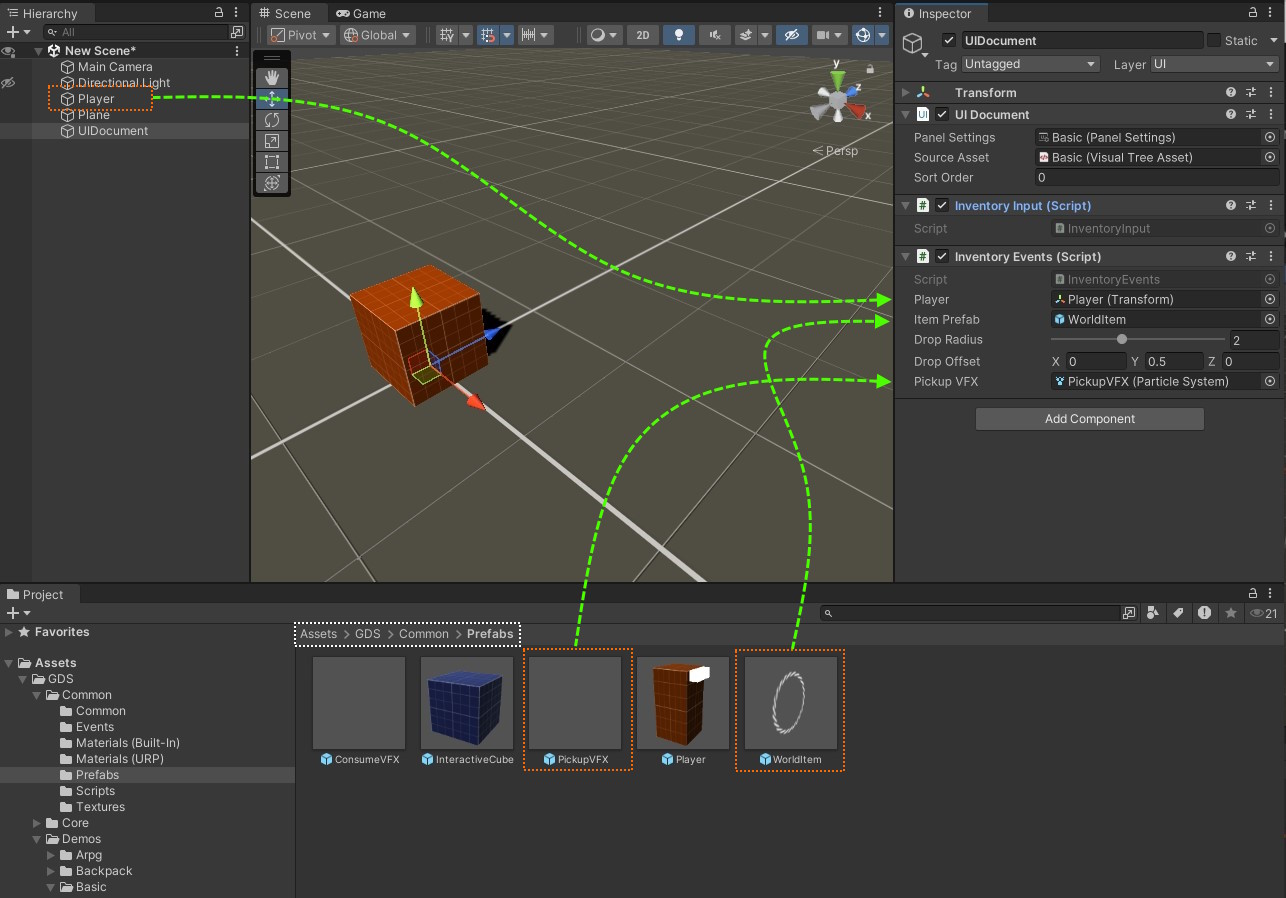 Hierarchy
All
New Scene*
Main Camera
Directional Light
Player
Plane
UIDocument
Scene
Game
Pivot
Global
2D
y
z
x
Persp
Inspector
UIDocument
Static
Tag Untagged Layer UI
Transform
UI Document
Panel Settings Basic (Panel Settings)
Source Asset Basic (Visual Tree Asset)
Sort Order 0
# Inventory Input (Script)
Script InventoryInput
# Inventory Events (Script)
Script InventoryEvents
Player Player (Transform)
Item Prefab WorldItem
Drop Radius 2
Drop Offset X 0 Y 0.5 Z 0
Pickup VFX PickupVFX (Particle System)
Add Component
Project
21
Favorites
Assets
GDS
Common
Common
Events
Materials (Built-In)
Materials (URP)
Prefabs
Scripts
Textures
Core
Demos
Arpg
Backpack
Basic
Assets > GDS > Common > Prefabs
ConsumeVFX
InteractiveCube
PickupVFX
Player
WorldItem